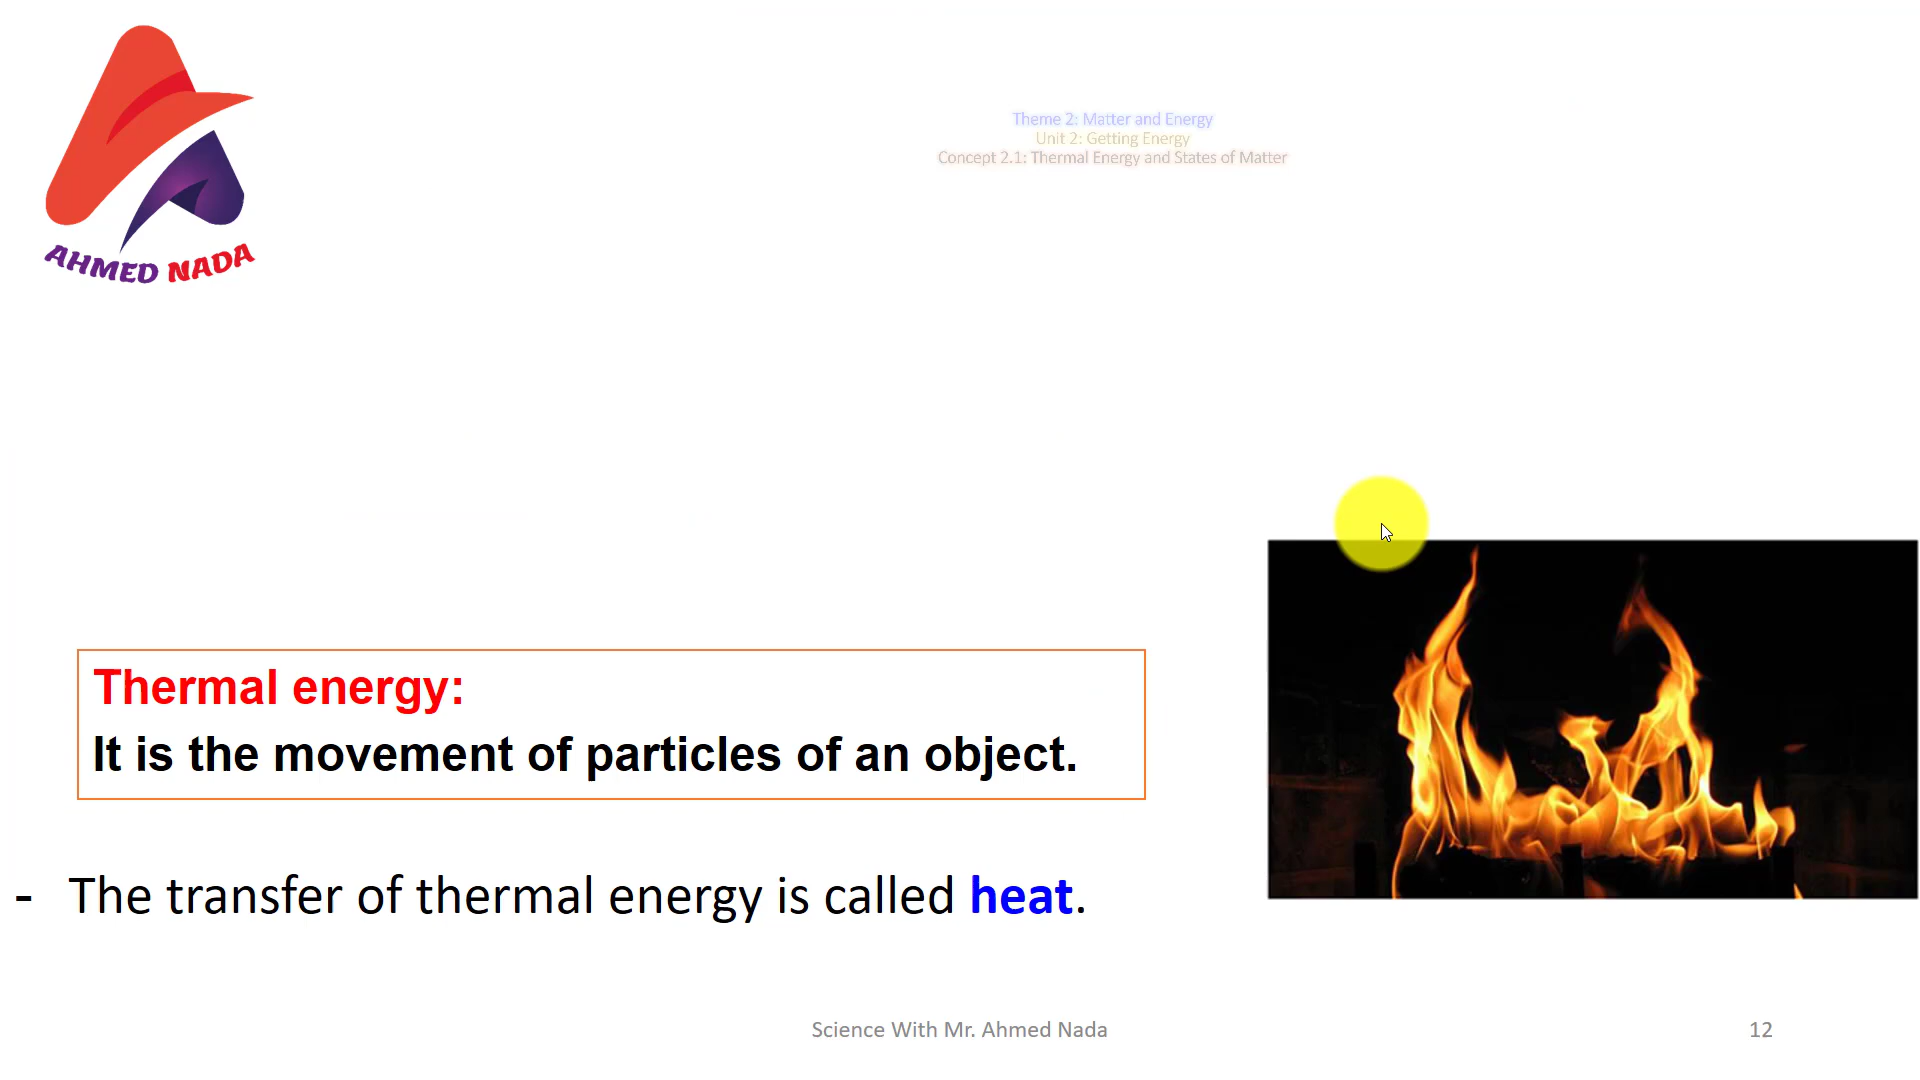 AHMED NADA
Theme 2: Matter and Energy
Unit 2: Getting Energy
Concept 2.1: Thermal Energy and States of Matter
Thermal energy:
It is the movement of particles of an object.
- The transfer of thermal energy is called heat.
Science With Mr. Ahmed Nada
12